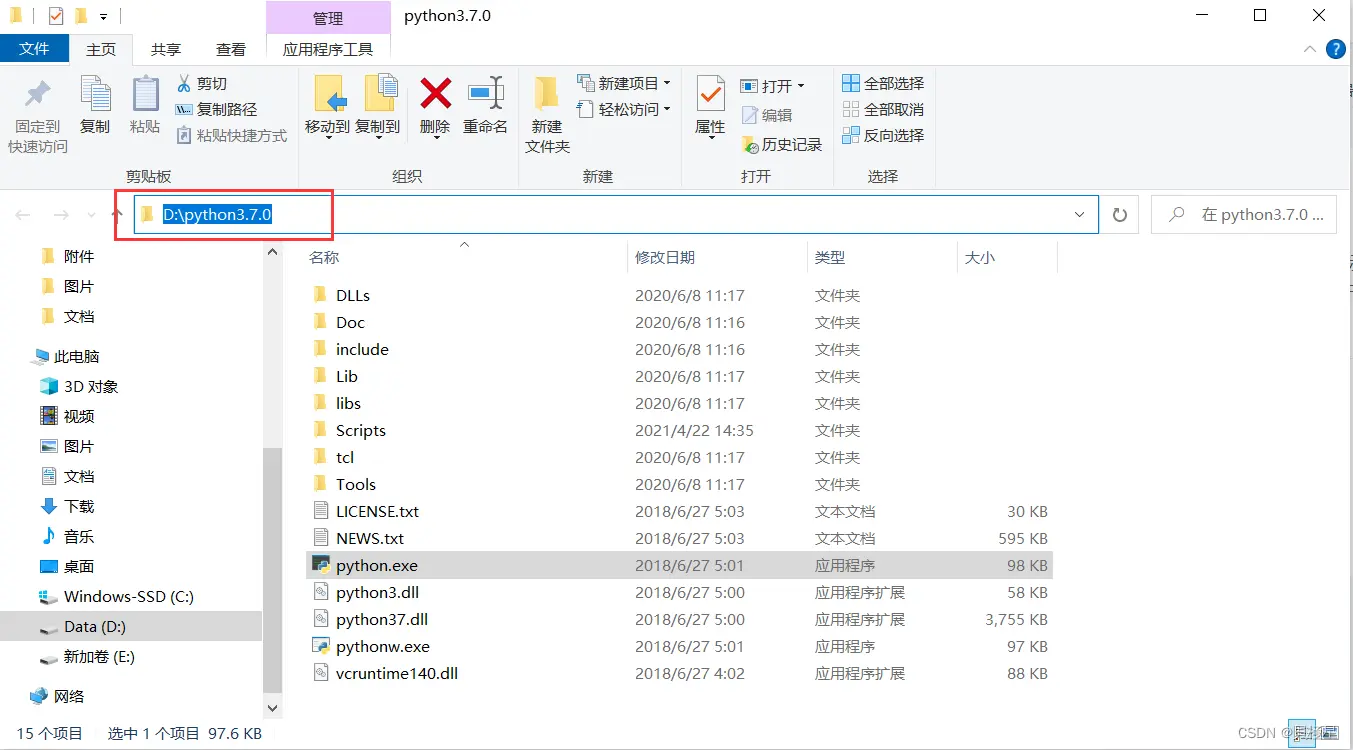 管理
python3.7.0
文件 主页 共享 查看 应用程序工具
固定到
快速访问
复制
粘贴
剪切
复制路径
粘贴快捷方式
剪贴板
移动到 复制到 删除 重命名
组织
新建
文件夹
新建项目
轻松访问
新建
属性
打开
编辑
历史记录
打开
全部选择
全部取消
反向选择
选择
D:\python3.7.0
在 python3.7.0 ...
附件
图片
文档
此电脑
3D 对象
视频
图片
文档
下载
音乐
桌面
Windows-SSD (C:)
Data (D:)
新加卷 (E:)
网络
名称 修改日期 类型 大小
DLLs 2020/6/8 11:17 文件夹
Doc 2020/6/8 11:16 文件夹
include 2020/6/8 11:16 文件夹
Lib 2020/6/8 11:17 文件夹
libs 2020/6/8 11:17 文件夹
Scripts 2021/4/22 14:35 文件夹
tcl 2020/6/8 11:17 文件夹
Tools 2020/6/8 11:17 文件夹
LICENSE.txt 2018/6/27 5:03 文本文档 30 KB
NEWS.txt 2018/6/27 5:03 文本文档 595 KB
python.exe 2018/6/27 5:01 应用程序 98 KB
python3.dll 2018/6/27 5:00 应用程序扩展 58 KB
python37.dll 2018/6/27 5:00 应用程序扩展 3,755 KB
pythonw.exe 2018/6/27 5:01 应用程序 97 KB
vcruntime140.dll 2018/6/27 4:02 应用程序扩展 88 KB
15 个项目 选中 1 个项目 97.6 KB
CSDN